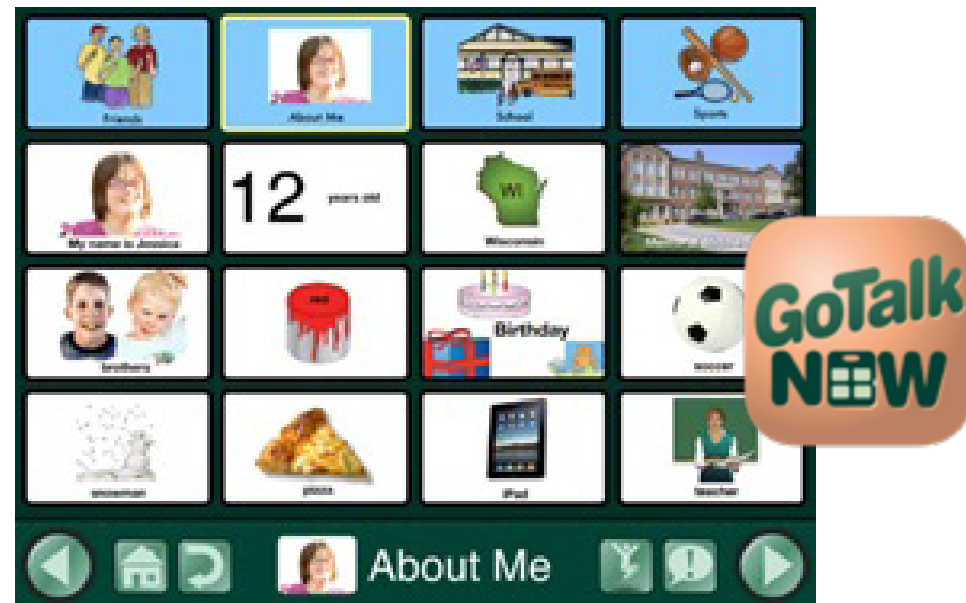 Friends
About Me
School
Sports
My name is Jessica
12 years old
WI
Wisconsin
brothers
red
Birthday
soccer
snowman
pizza
iPad
teacher
GoTalk
NOW
About Me